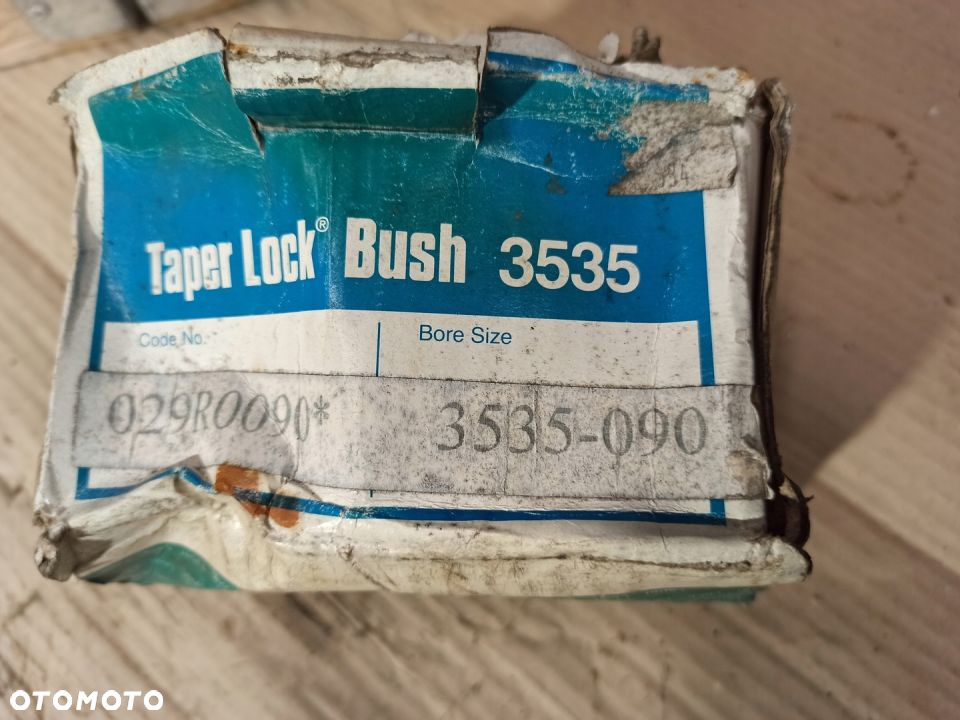 Taper Lock® Bush 3535
Code No. Bore Size
029R0090* 3535-090
OTOMOTO